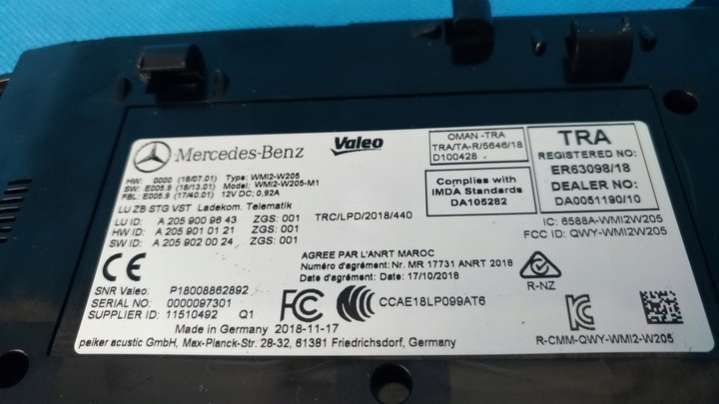 Mercedes-Benz
Valeo
OMAN -TRA
TRA/TA-R/5646/18
D100428
TRA
REGISTERED NO:
ER63098/18
DEALER NO:
DA0051190/10
HW: 0000 (18/07.01) Type: WMI2-W205
SW: E005.9 (18/13.01) Model: WMI2-W205-M1
FBL: E005.9 (17/40.01) 12V DC; 0,92A
Complies with
IMDA Standards
DA105282
LU ZB STG VST Ladekom. Telematik
LU ID: A 205 900 96 43 ZGS: 001
HW ID: A 205 901 01 21 ZGS: 001
SW ID: A 205 902 00 24 ZGS: 001
TRC/LPD/2018/440
IC: 6588A-WMI2W205
FCC ID: QWY-WMI2W205
CE
AGREE PAR L'ANRT MAROC
Numéro d'agrément: Nr. MR 17731 ANRT 2018
Date d'agrément: 17/10/2018
R-NZ
SNR Valeo: P18008862892
SERIAL NO: 0000097301
SUPPLIER ID: 11510492 Q1
FC
CCAE18LP099AT6
Made in Germany 2018-11-17
peiker acustic GmbH, Max-Planck-Str. 28-32, 61381 Friedrichsdorf, Germany
R-CMM-QWY-WMI2-W205